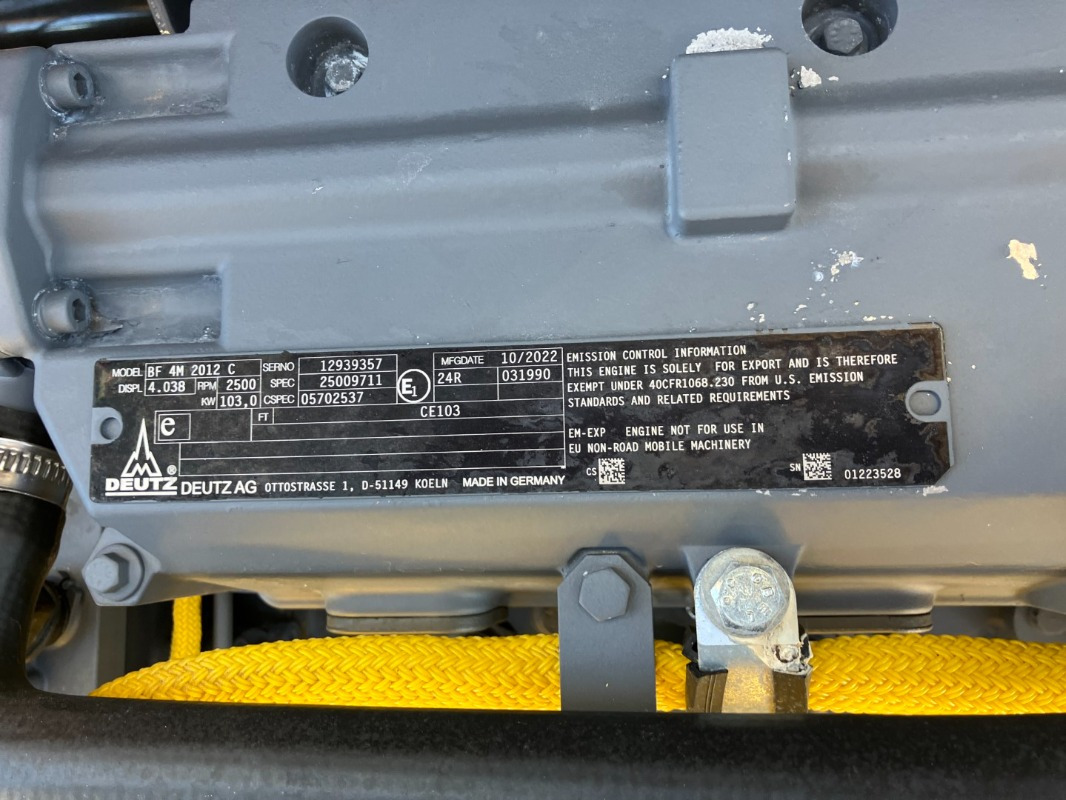 MODEL BF 4M 2012 C SERNO 12939357 MFGDATE 10/2022
DISPL 4.038 RPM 2500 SPEC 25009711 E1 24R 031990
KW 103,0 CSPEC 05702537
e FT CE103
EMISSION CONTROL INFORMATION
THIS ENGINE IS SOLELY FOR EXPORT AND IS THEREFORE
EXEMPT UNDER 40CFR1068.230 FROM U.S. EMISSION
STANDARDS AND RELATED REQUIREMENTS
EM-EXP ENGINE NOT FOR USE IN
EU NON-ROAD MOBILE MACHINERY
CS SN 01223528
DEUTZ ® DEUTZ AG OTTOSTRASSE 1, D-51149 KOELN MADE IN GERMANY